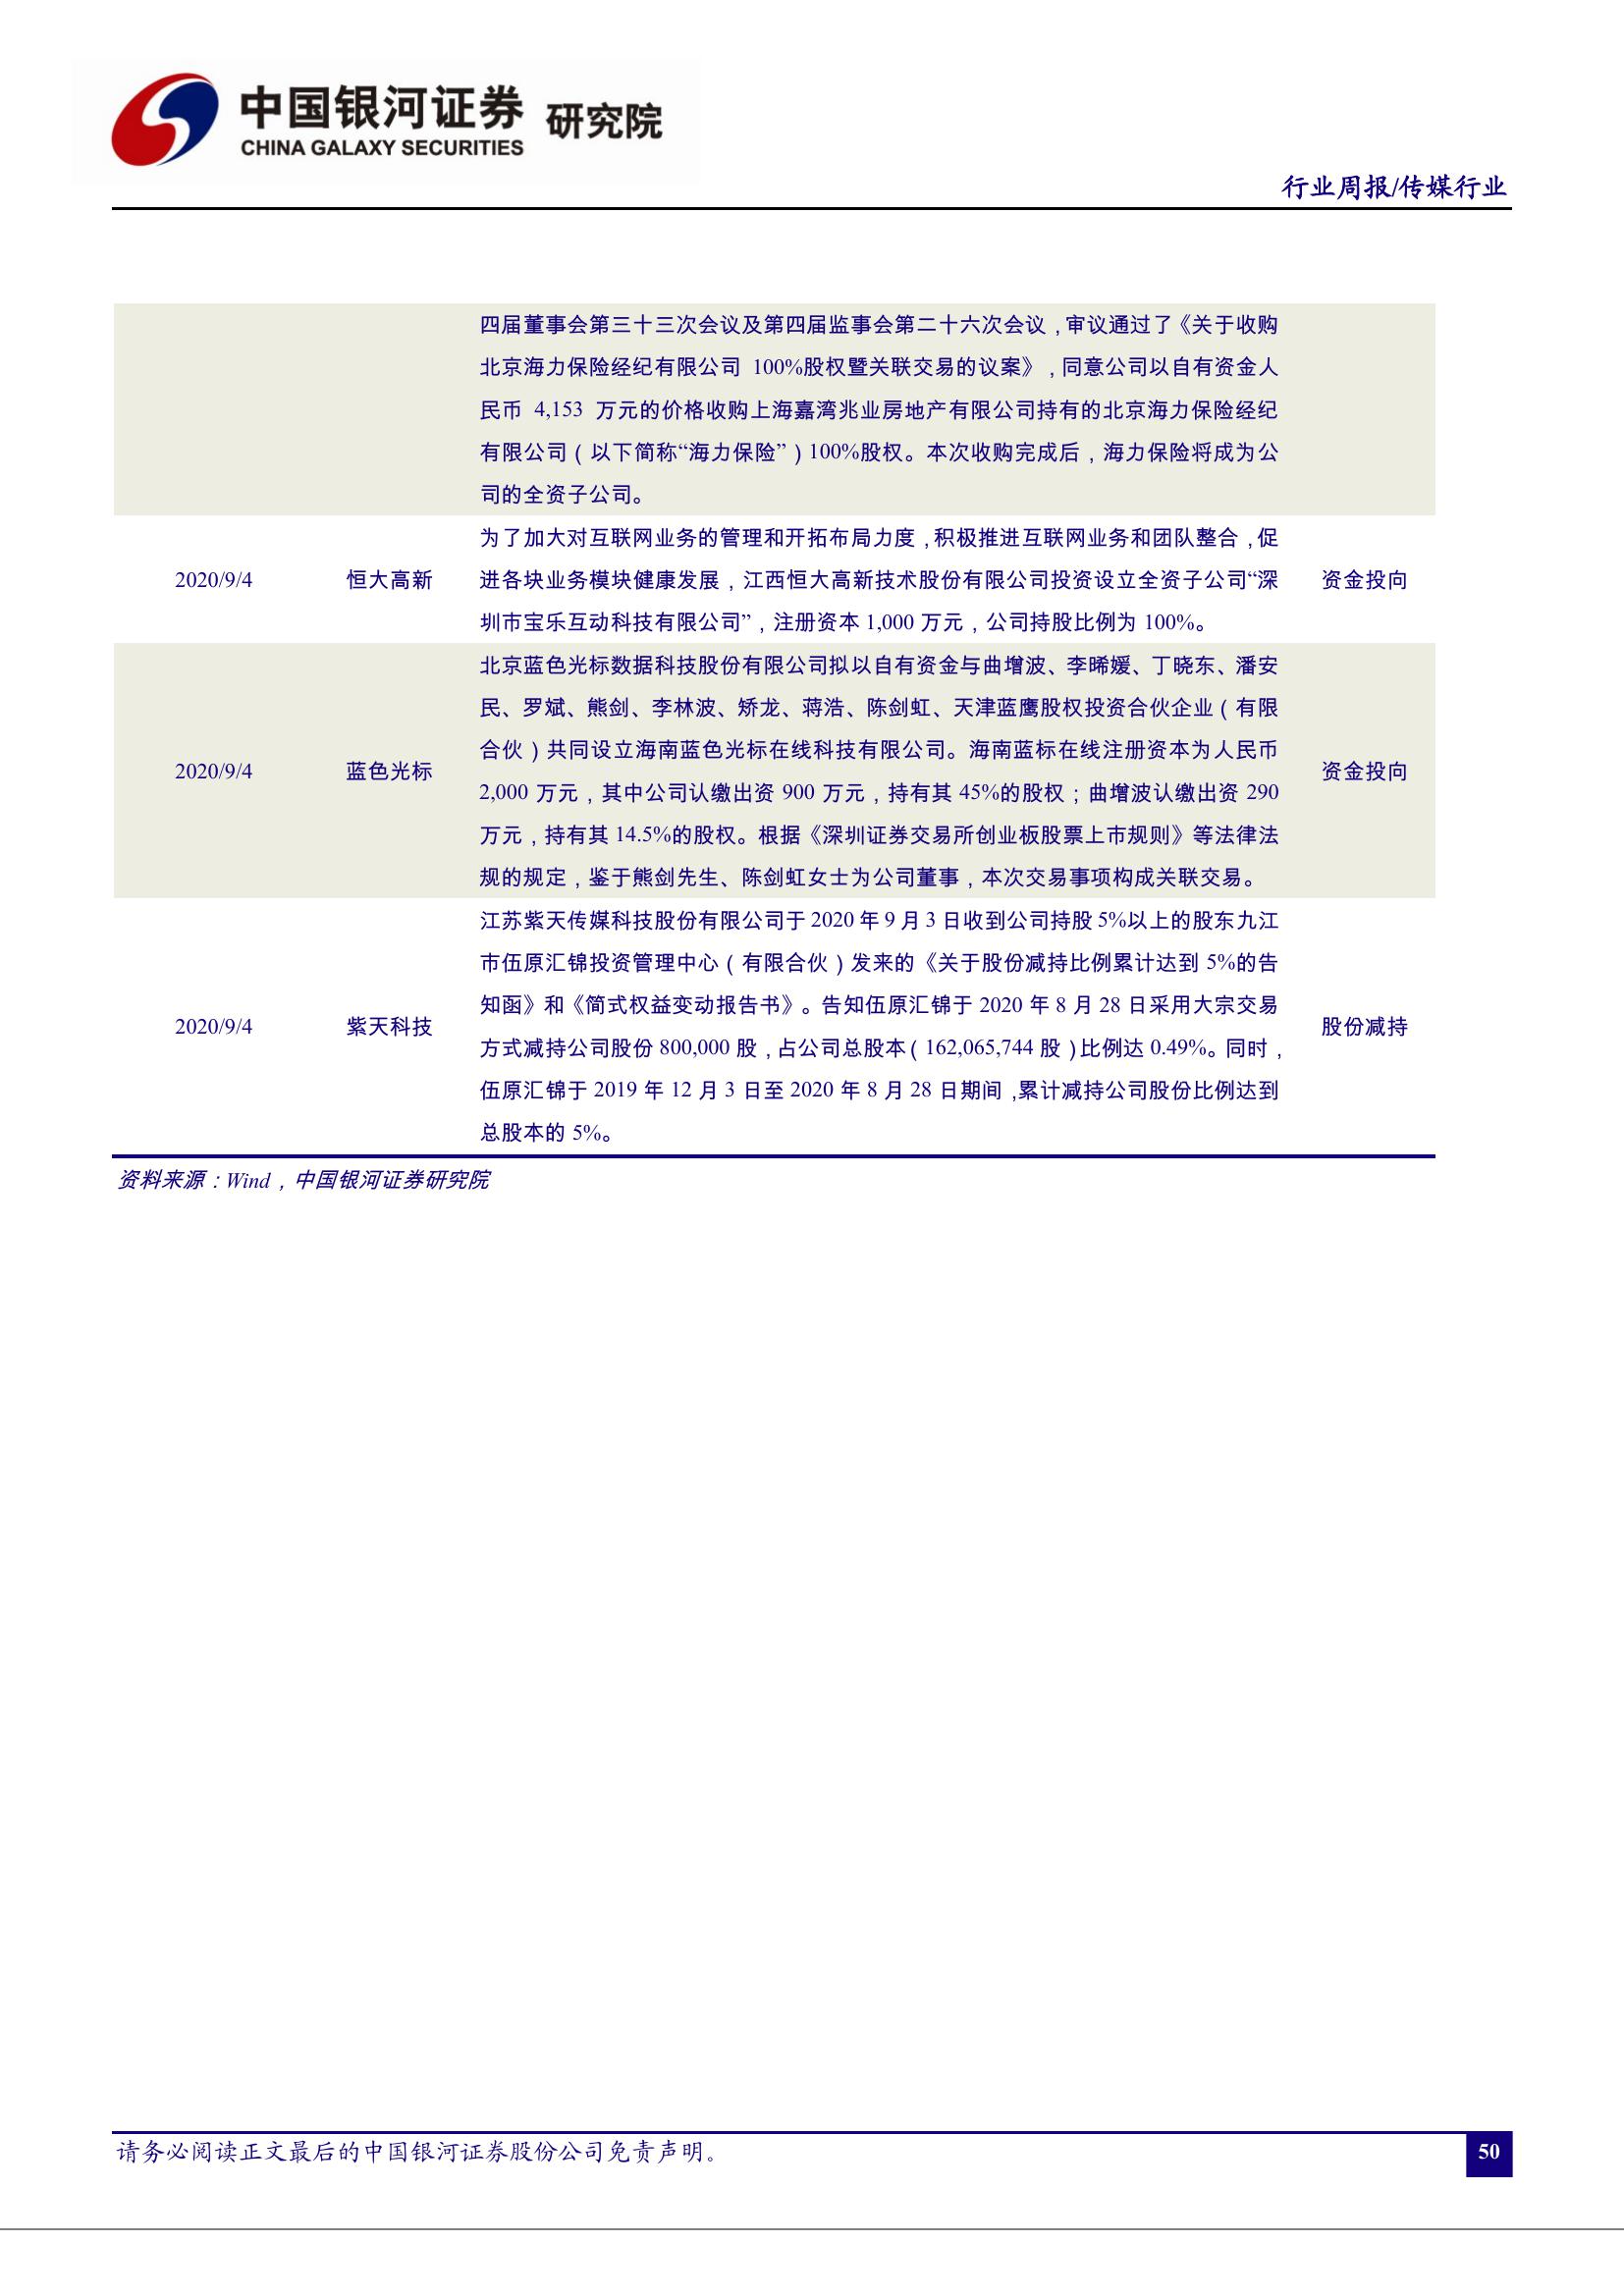 中国银河证券 研究院
CHINA GALAXY SECURITIES
行业周报/传媒行业
四届董事会第三十三次会议及第四届监事会第二十六次会议，审议通过了《关于收购
北京海力保险经纪有限公司 100%股权暨关联交易的议案》，同意公司以自有资金人
民币 4,153 万元的价格收购上海嘉湾兆业房地产有限公司持有的北京海力保险经纪
有限公司（以下简称“海力保险”）100%股权。本次收购完成后，海力保险将成为公
司的全资子公司。
为了加大对互联网业务的管理和开拓布局力度，积极推进互联网业务和团队整合，促
2020/9/4 恒大高新 进各块业务模块健康发展，江西恒大高新技术股份有限公司投资设立全资子公司“深 资金投向
圳市宝乐互动科技有限公司”，注册资本 1,000 万元，公司持股比例为 100%。
北京蓝色光标数据科技股份有限公司拟以自有资金与曲增波、李晞媛、丁晓东、潘安
民、罗斌、熊剑、李林波、矫龙、蒋浩、陈剑虹、天津蓝鹰股权投资合伙企业（有限
合伙）共同设立海南蓝色光标在线科技有限公司。海南蓝标在线注册资本为人民币
2020/9/4 蓝色光标 2,000 万元，其中公司认缴出资 900 万元，持有其 45%的股权；曲增波认缴出资 290 资金投向
万元，持有其 14.5%的股权。根据《深圳证券交易所创业板股票上市规则》等法律法
规的规定，鉴于熊剑先生、陈剑虹女士为公司董事，本次交易事项构成关联交易。
江苏紫天传媒科技股份有限公司于 2020 年 9 月 3 日收到公司持股 5%以上的股东九江
市伍原汇锦投资管理中心（有限合伙）发来的《关于股份减持比例累计达到 5%的告
知函》和《简式权益变动报告书》。告知伍原汇锦于 2020 年 8 月 28 日采用大宗交易
2020/9/4 紫天科技 方式减持公司股份 800,000 股，占公司总股本（162,065,744 股）比例达 0.49%。同时， 股份减持
伍原汇锦于 2019 年 12 月 3 日至 2020 年 8 月 28 日期间，累计减持公司股份比例达到
总股本的 5%。
资料来源：Wind，中国银河证券研究院
请务必阅读正文最后的中国银河证券股份公司免责声明。
50